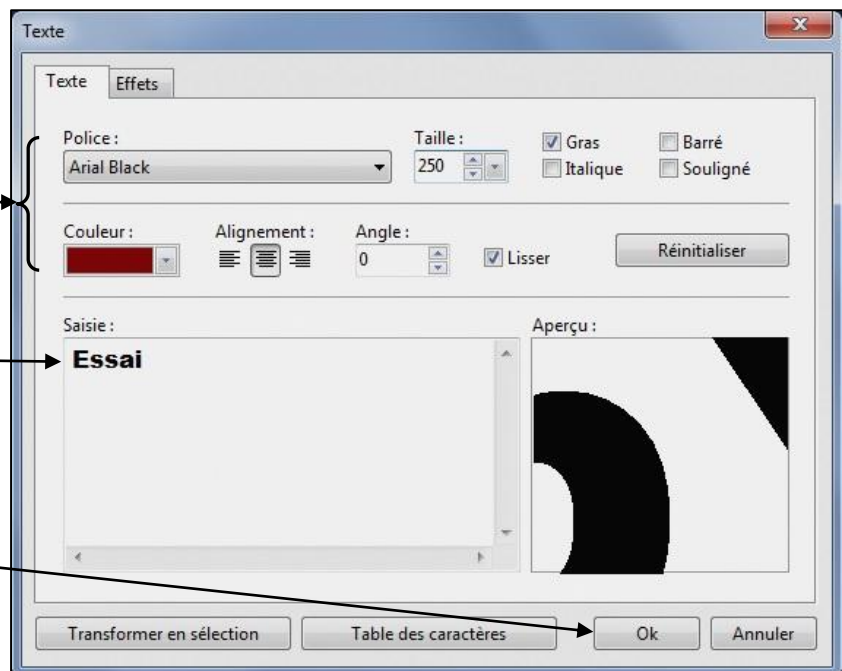 Texte
Texte Effets
Police : Taille : Gras Barré
Arial Black 250 Italique Souligné
Couleur : Alignement : Angle :
0 Lisser Réinitialiser
Saisie : Aperçu :
Essai
Transformer en sélection Table des caractères Ok Annuler